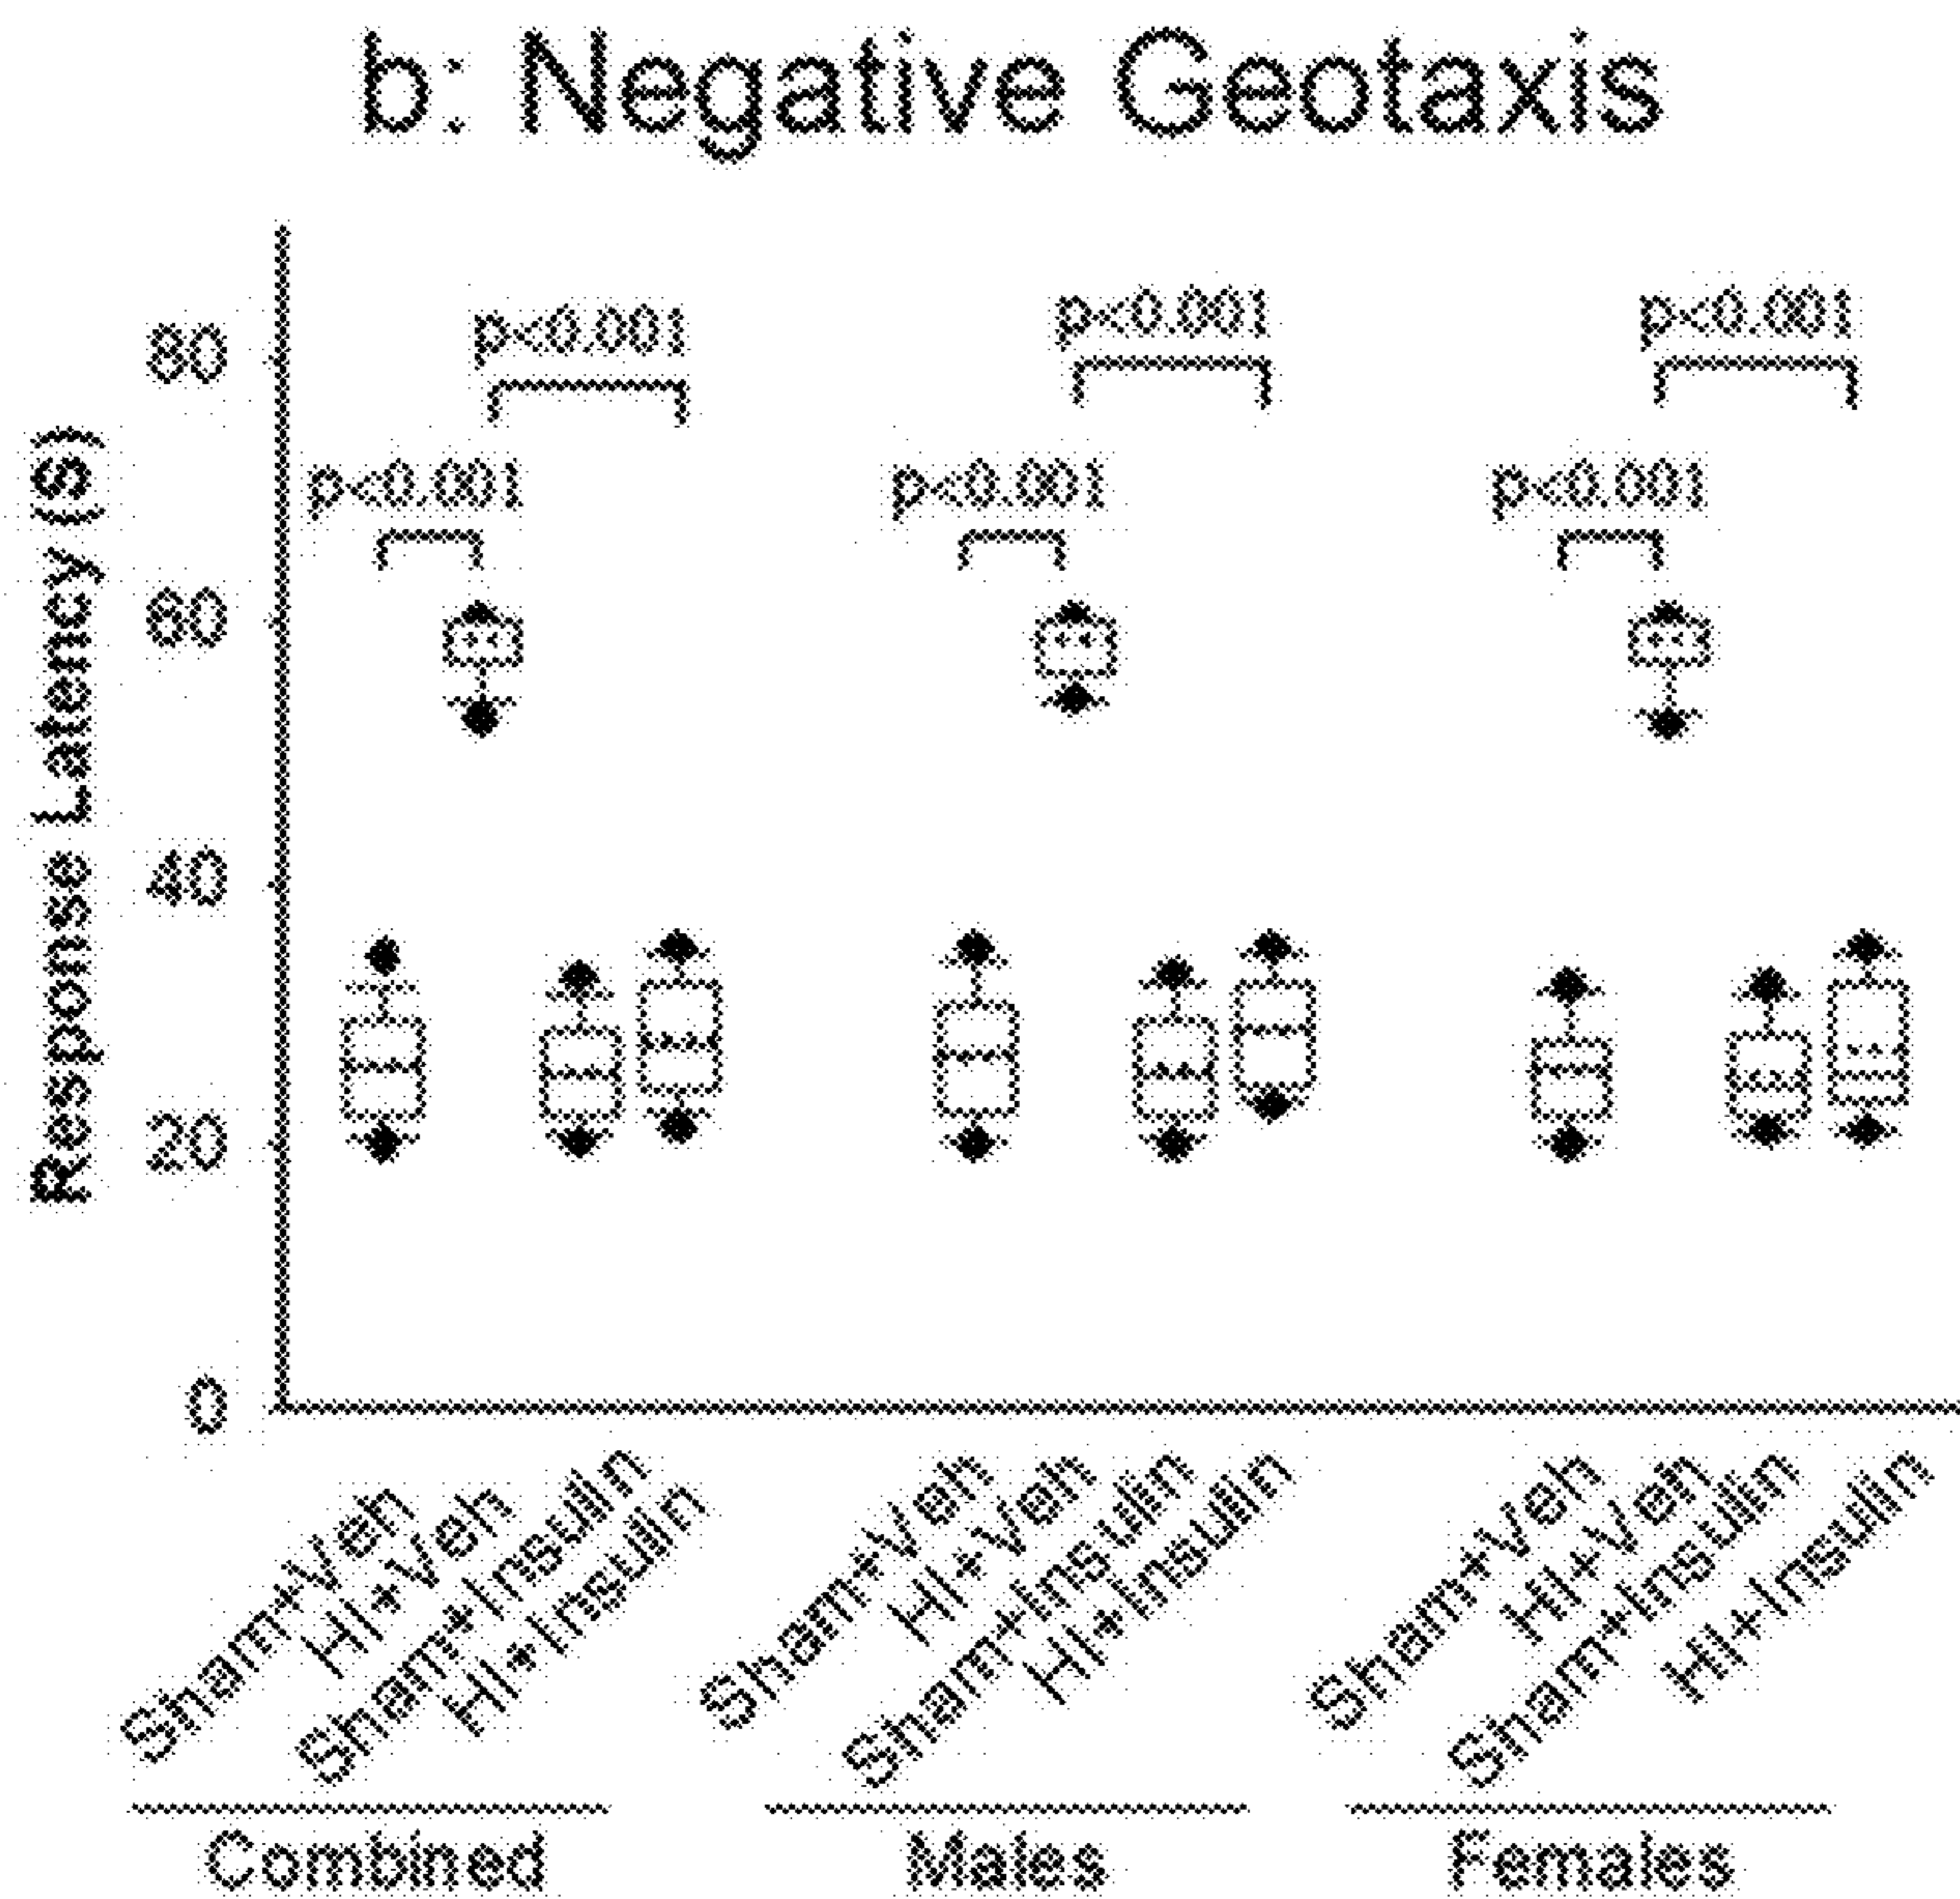 b: Negative Geotaxis
Response Latency (s)
80
60
40
20
0
p<0.001
p<0.001
p<0.001
p<0.001
p<0.001
p<0.001
Sham+Veh
HI+Veh
Sham+Insulin
HI+Insulin
Sham+Veh
HI+Veh
Sham+Insulin
HI+Insulin
Sham+Veh
HI+Veh
Sham+Insulin
HI+Insulin
Combined
Males
Females